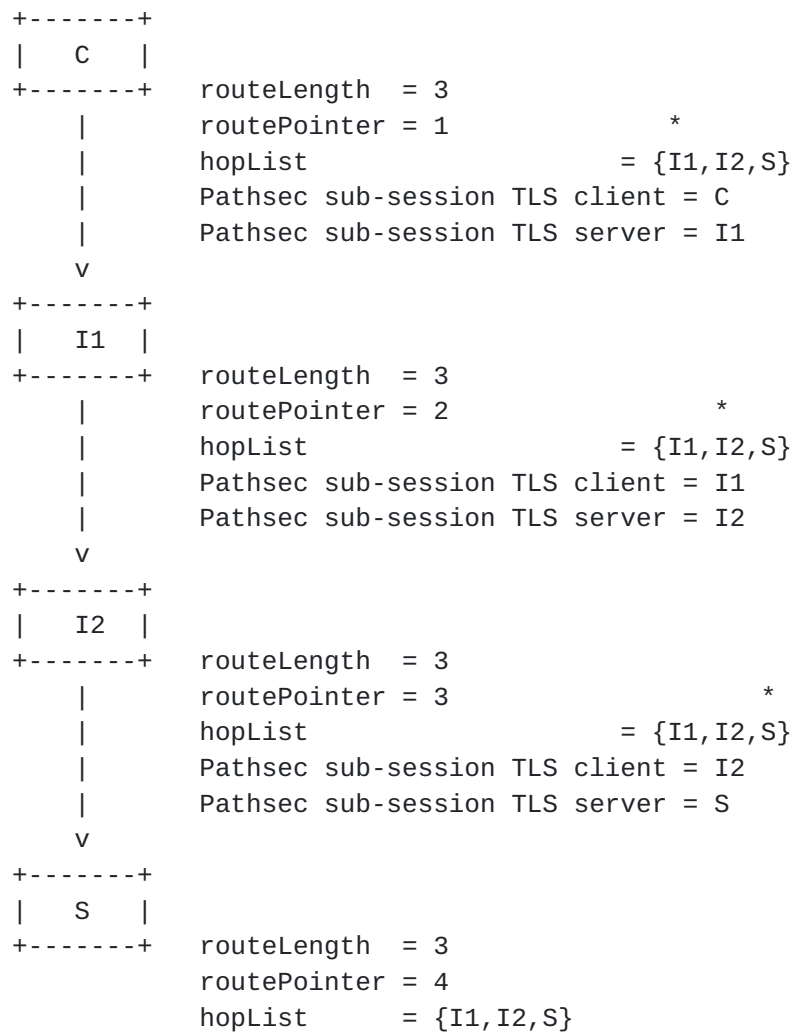 +-------+
|   C   |
+-------+   routeLength  = 3
    |       routePointer = 1              *
    |       hopList                    = {I1,I2,S}
    |       Pathsec sub-session TLS client = C
    |       Pathsec sub-session TLS server = I1
    v
+-------+
|   I1  |
+-------+   routeLength  = 3
    |       routePointer = 2                 *
    |       hopList                    = {I1,I2,S}
    |       Pathsec sub-session TLS client = I1
    |       Pathsec sub-session TLS server = I2
    v
+-------+
|   I2  |
+-------+   routeLength  = 3
    |       routePointer = 3                    *
    |       hopList                    = {I1,I2,S}
    |       Pathsec sub-session TLS client = I2
    |       Pathsec sub-session TLS server = S
    v
+-------+
|   S   |
+-------+   routeLength  = 3
            routePointer = 4
            hopList      = {I1,I2,S}